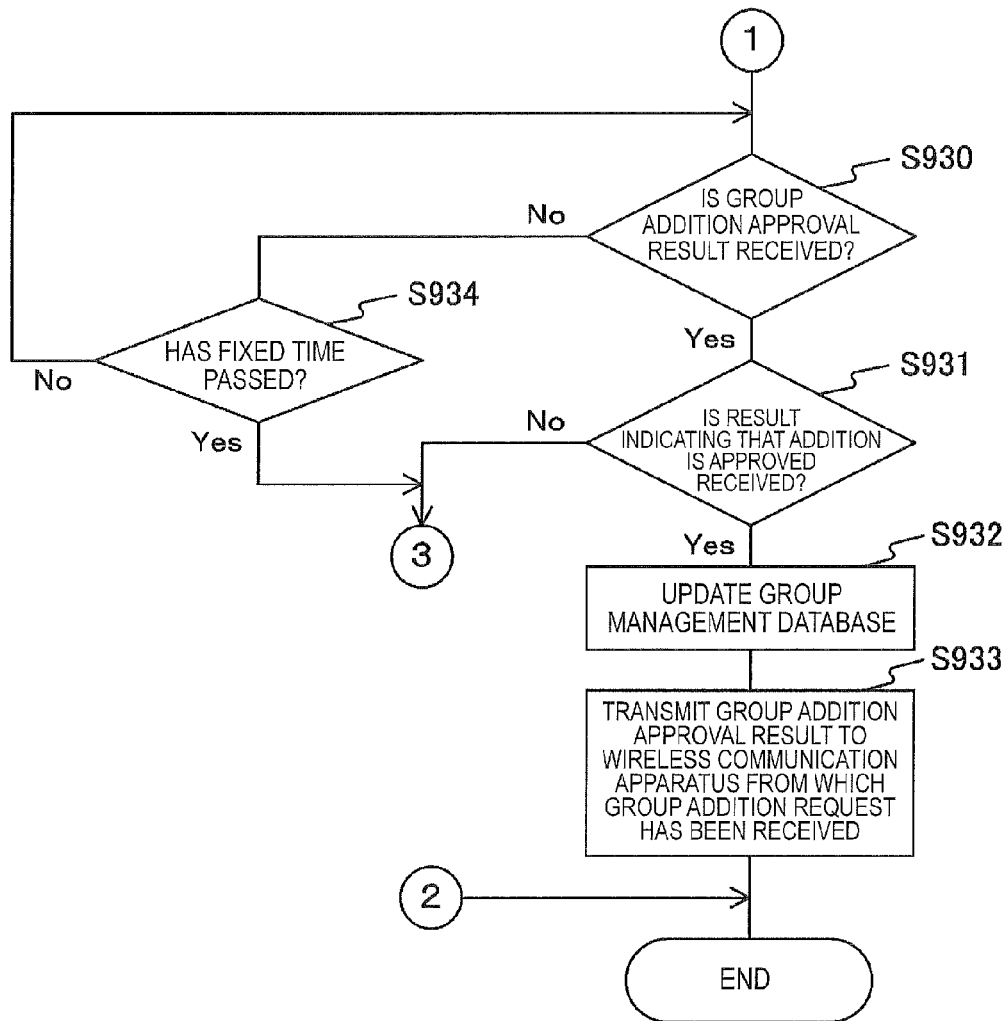 1
S930
IS GROUP
ADDITION APPROVAL
RESULT RECEIVED?
No
S934
HAS FIXED TIME
PASSED?
No
Yes
Yes
S931
IS RESULT
INDICATING THAT ADDITION
IS APPROVED
RECEIVED?
No
3
Yes
S932
UPDATE GROUP
MANAGEMENT DATABASE
S933
TRANSMIT GROUP ADDITION
APPROVAL RESULT TO
WIRELESS COMMUNICATION
APPARATUS FROM WHICH
GROUP ADDITION REQUEST
HAS BEEN RECEIVED
2
END